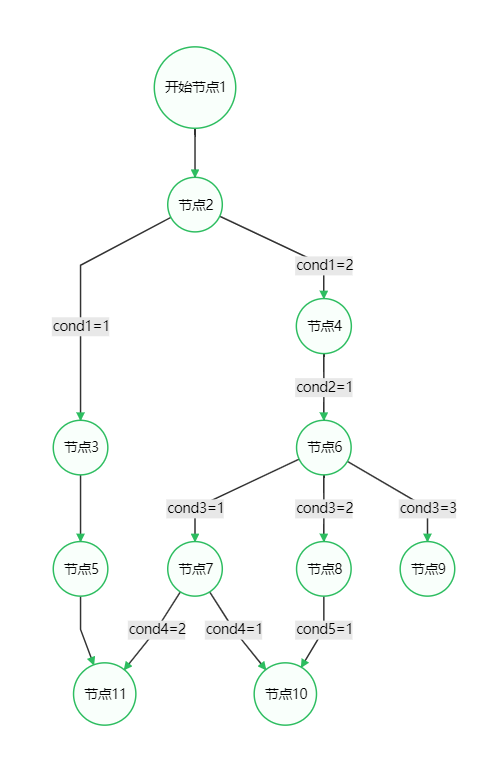 开始节点1
节点2
cond1=2
cond1=1
节点4
cond2=1
节点3
节点6
cond3=1
cond3=2
cond3=3
节点5
节点7
节点8
节点9
cond4=2
cond4=1
cond5=1
节点11
节点10